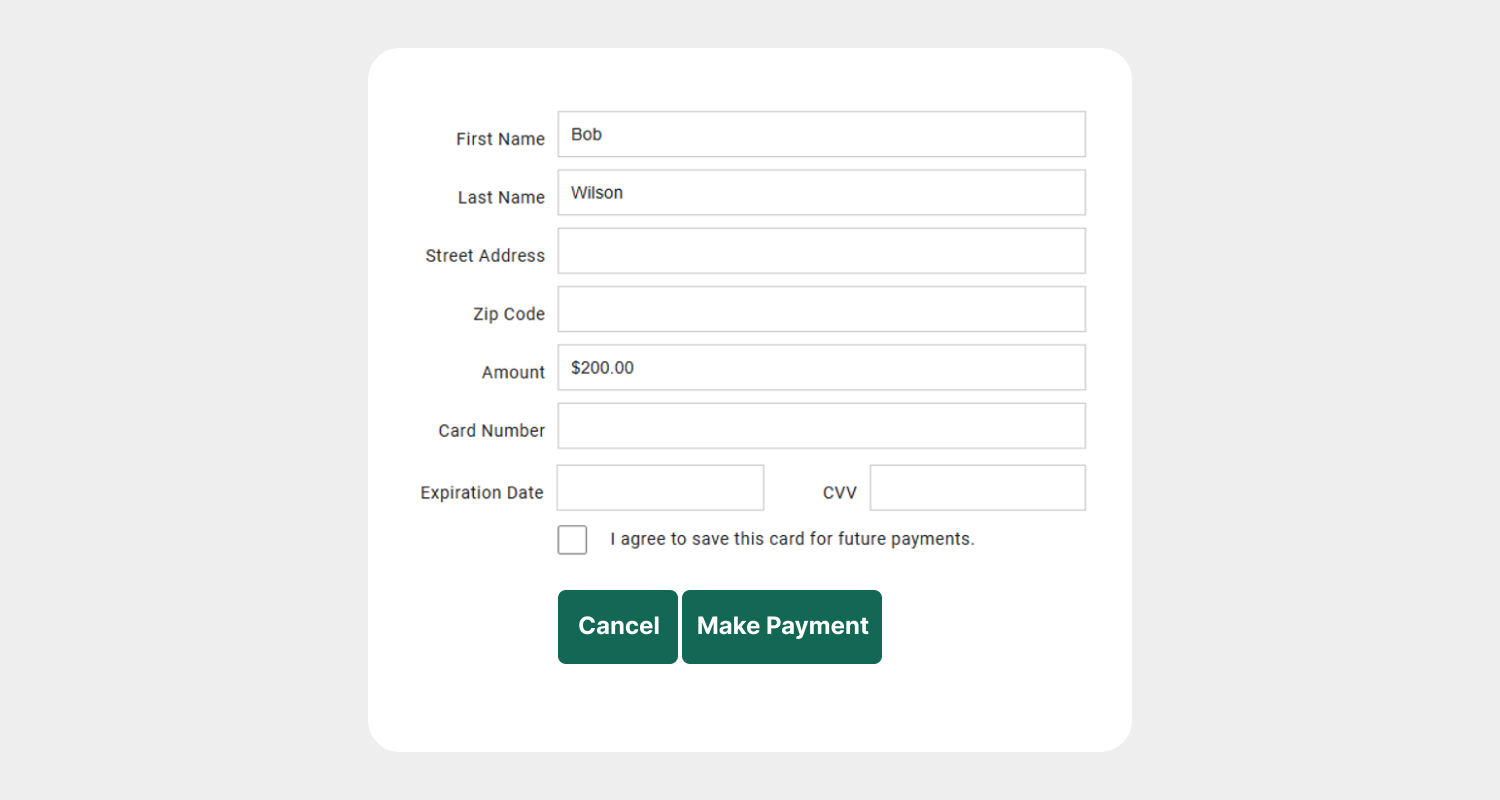 First Name Bob
Last Name Wilson
Street Address
Zip Code
Amount $200.00
Card Number
Expiration Date CVV
I agree to save this card for future payments.
Cancel Make Payment